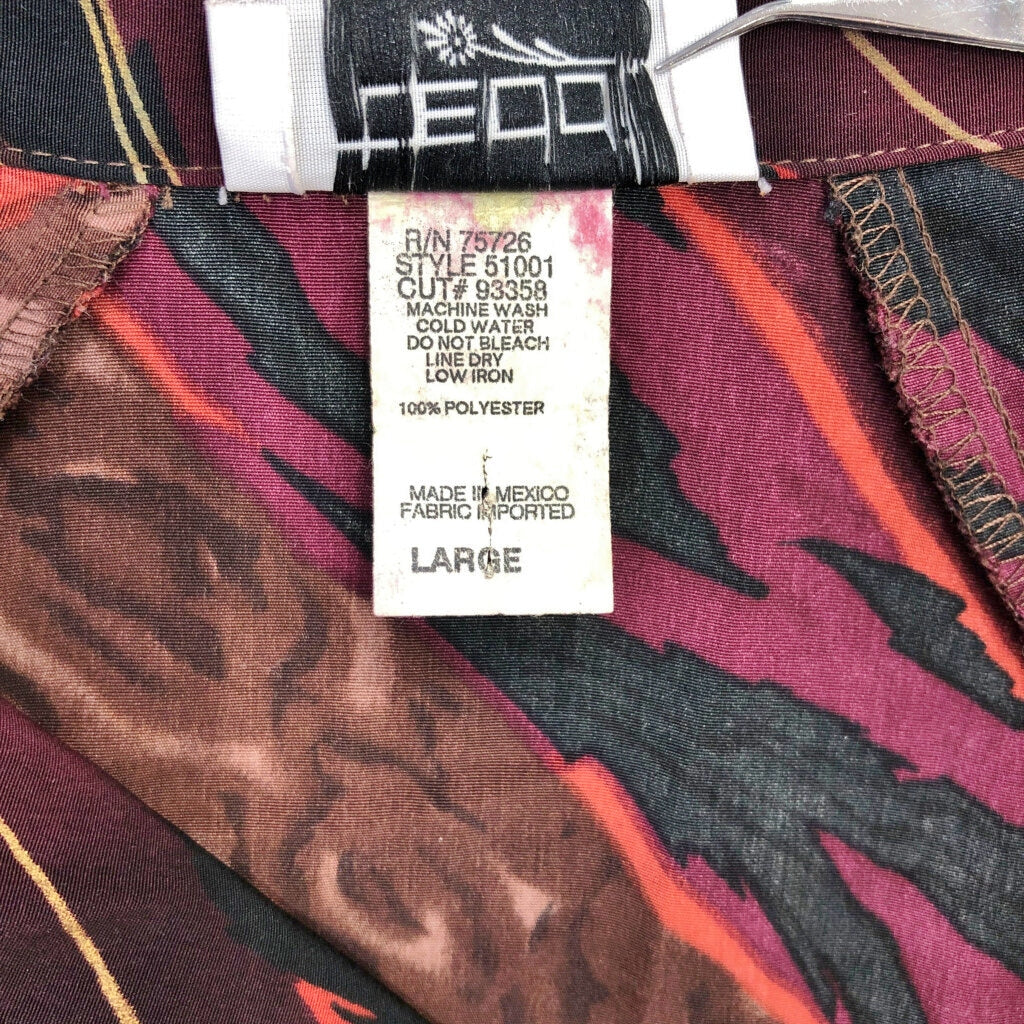 R/N 75726
STYLE 51001
CUT# 93358
MACHINE WASH
COLD WATER
DO NOT BLEACH
LINE DRY
LOW IRON
100% POLYESTER
MADE IN MEXICO
FABRIC IMPORTED
LARGE